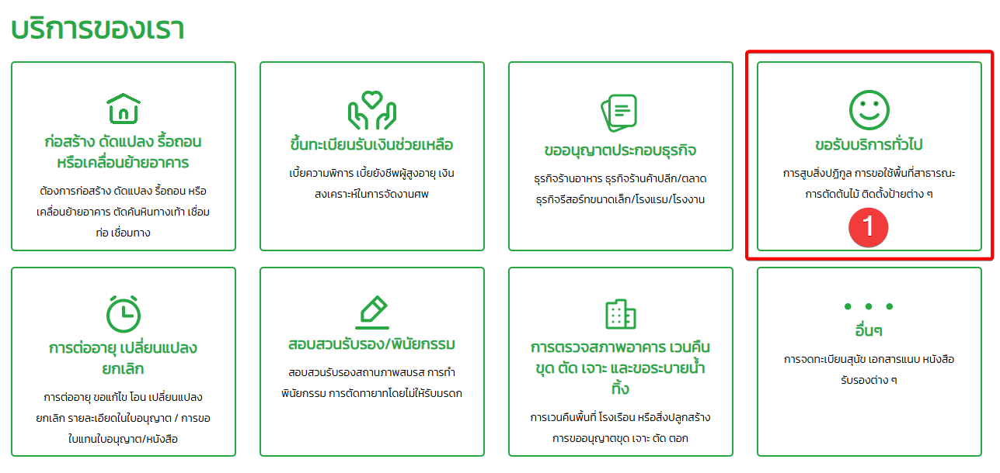 บริการของเรา
ก่อสร้าง ดัดแปลง รื้อถอน
หรือเคลื่อนย้ายอาคาร
ต้องการก่อสร้าง ดัดแปลง รื้อถอน หรือ
เคลื่อนย้ายอาคาร ตัดคันหินทางเท้า เชื่อม
ท่อ เชื่อมทาง
ขึ้นทะเบียนรับเงินช่วยเหลือ
เบี้ยความพิการ เบี้ยยังชีพผู้สูงอายุ เงิน
สงเคราะห์ในการจัดงานศพ
ขออนุญาตประกอบธุรกิจ
ธุรกิจร้านอาหาร ธุรกิจร้านค้าปลีก/ตลาด
ธุรกิจรีสอร์ทขนาดเล็ก/โรงแรม/โรงงาน
ขอรับบริการทั่วไป
การสูบสิ่งปฏิกูล การขอใช้พื้นที่สาธารณะ
การตัดต้นไม้ ติดตั้งป้ายต่าง ๆ
1
การต่ออายุ เปลี่ยนแปลง
ยกเลิก
การต่ออายุ ขอแก้ไข โอน เปลี่ยนแปลง
ยกเลิก รายละเอียดในใบอนุญาต / การขอ
ใบแทนใบอนุญาต/หนังสือ
สอบสวนรับรอง/พินัยกรรม
สอบสวนรับรองสถานภาพสมรส การทำ
พินัยกรรม การตัดทายาทโดยไม่ให้รับมรดก
การตรวจสภาพอาคาร เวนคืน
ขุด ตัด เจาะ และขอระบายน้ำ
ทิ้ง
การเวนคืนพื้นที่ โรงเรือน หรือสิ่งปลูกสร้าง
การขออนุญาตขุด เจาะ ตัด ตอก
อื่นๆ
การจดทะเบียนสุนัข เอกสารแนบ หนังสือ
รับรองต่าง ๆ